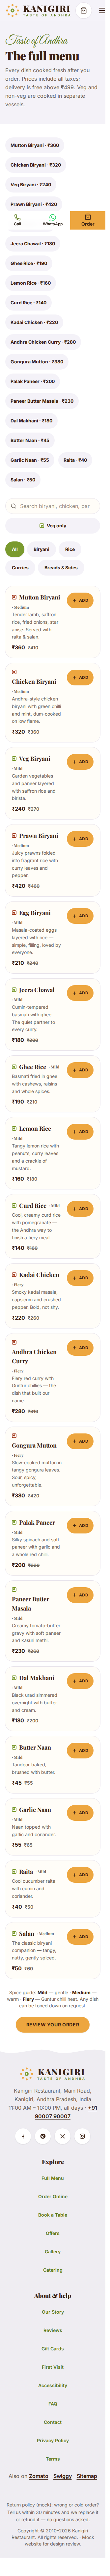 KANIGIRI
TASTE OF ANDHRA
Taste of Andhra
The full menu
Every dish cooked fresh after you
order. Prices include all taxes;
delivery is free above ₹499. Veg and
non-veg are cooked in separate
vessels.
Mutton Biryani · ₹360
Chicken Biryani · ₹320
Veg Biryani · ₹240
Prawn Biryani · ₹420
Call
WhatsApp
Order
Jeera Chawal · ₹180
Ghee Rice · ₹190
Lemon Rice · ₹160
Curd Rice · ₹140
Kadai Chicken · ₹220
Andhra Chicken Curry · ₹280
Gongura Mutton · ₹380
Palak Paneer · ₹200
Paneer Butter Masala · ₹230
Dal Makhani · ₹180
Butter Naan · ₹45
Garlic Naan · ₹55
Raita · ₹40
Salan · ₹50
Search biryani, chicken, par
Veg only
All
Biryani
Rice
Curries
Breads & Sides
Mutton Biryani
· Medium
Tender lamb, saffron
rice, fried onions, star
anise. Served with
raita & salen.
₹360 ₹410
+ ADD
Chicken Biryani
· Medium
Andhra-style chicken
biryani with green chilli
and mint, dum-cooked
on low flame.
₹320 ₹360
+ ADD
Veg Biryani
· Mild
Garden vegetables
and paneer layered
with saffron rice and
birista.
₹240 ₹270
+ ADD
Prawn Biryani
· Medium
Juicy prawns folded
into fragrant rice with
curry leaves and
pepper.
₹420 ₹460
+ ADD
Egg Biryani
· Mild
Masala-coated eggs
layered with rice —
simple, filling, loved by
everyone.
₹210 ₹240
+ ADD
Jeera Chawal
· Mild
Cumin-tempered
basmati with ghee.
The quiet partner to
every curry
₹180 ₹200
+ ADD
Ghee Rice · Mild
Basmati fried in ghee
with cashews, raisins
and whole spices.
₹190 ₹210
+ ADD
Lemon Rice
· Mild
Tangy lemon rice with
peanuts, curry leaves
and a crackle of
mustard.
₹160 ₹180
+ ADD
Curd Rice · Mild
Cool, creamy curd rice
with pomegranate —
the Andhra way to
finish a fiery meal.
₹140 ₹160
+ ADD
Kadai Chicken
· Fiery
Smoky kadai masala,
capsicum and crushed
pepper. Bold, not shy.
₹220 ₹260
+ ADD
Andhra Chicken
Curry
· Fiery
Fiery red curry with
Guntur chillies — the
dish that built our
name.
₹280 ₹310
+ ADD
Gongura Mutton
· Fiery
Slow-cooked mutton in
tangy gongura leaves.
Sour, spicy,
unforgettable.
₹380 ₹420
+ ADD
Palak Paneer
· Mild
Silky spinach and soft
paneer with garlic and
a whole red chilli.
₹200 ₹220
+ ADD
Paneer Butter
Masala
· Mild
Creamy tomato-butter
gravy with soft paneer
and kasuri methi.
₹230 ₹260
+ ADD
Dal Makhani
· Mild
Black urad simmered
overnight with butter
and cream.
₹180 ₹200
+ ADD
Butter Naan
· Mild
Tandoor-baked,
brushed with butter.
₹45 ₹55
+ ADD
Garlic Naan
· Mild
Naan topped with
garlic and coriander.
₹55 ₹65
+ ADD
Raita · Mild
Cool cucumber raita
with cumin and
coriander.
₹40 ₹50
+ ADD
Salan · Medium
The classic biryani
companion — tangy,
nutty, gently spiced.
₹50 ₹60
+ ADD
Spice guide: Mild — gentle · Medium —
warm · Fiery — Guntur chilli heat. Any dish
can be toned down on request.
REVIEW YOUR ORDER
KANIGIRI
TASTE OF ANDHRA
Kanigiri Restaurant, Main Road,
Kanigiri, Andhra Pradesh, India
11:00 AM – 10:00 PM, all days · +91
90007 90007
Explore
Full Menu
Order Online
Book a Table
Offers
Gallery
Catering
About & help
Our Story
Reviews
Gift Cards
First Visit
Accessibility
FAQ
Contact
Privacy Policy
Terms
Also on Zomato · Swiggy · Sitemap
Return policy (food): wrong or cold order?
Tell us within 30 minutes and we replace it
or refund it — no questions asked.
Copyright © 2010–2026 Kanigiri
Restaurant. All rights reserved. · Mock
website for design review.